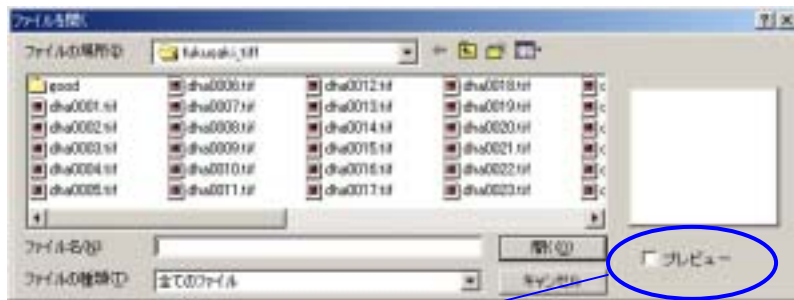 ファイルを開く
ファイルの場所(I): fukusaki_tiff
good dha0006.tif dha0012.tif dha0018.tif
dha0001.tif dha0007.tif dha0013.tif dha0019.tif
dha0002.tif dha0008.tif dha0014.tif dha0020.tif
dha0003.tif dha0009.tif dha0015.tif dha0021.tif
dha0004.tif dha0010.tif dha0016.tif dha0022.tif
dha0005.tif dha0011.tif dha0017.tif dha0023.tif
ファイル名(N): 開く(O)
プレビュー
ファイルの種類(T): 全てのファイル キャンセル